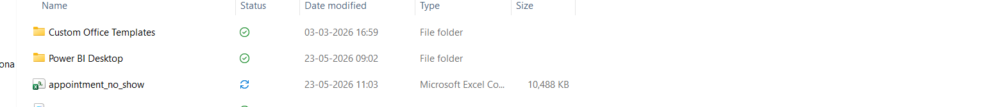 Name Status Date modified Type Size
Custom Office Templates 03-03-2026 16:59 File folder
ona
Power BI Desktop 23-05-2026 09:02 File folder
appointment_no_show 23-05-2026 11:03 Microsoft Excel Co... 10,488 KB